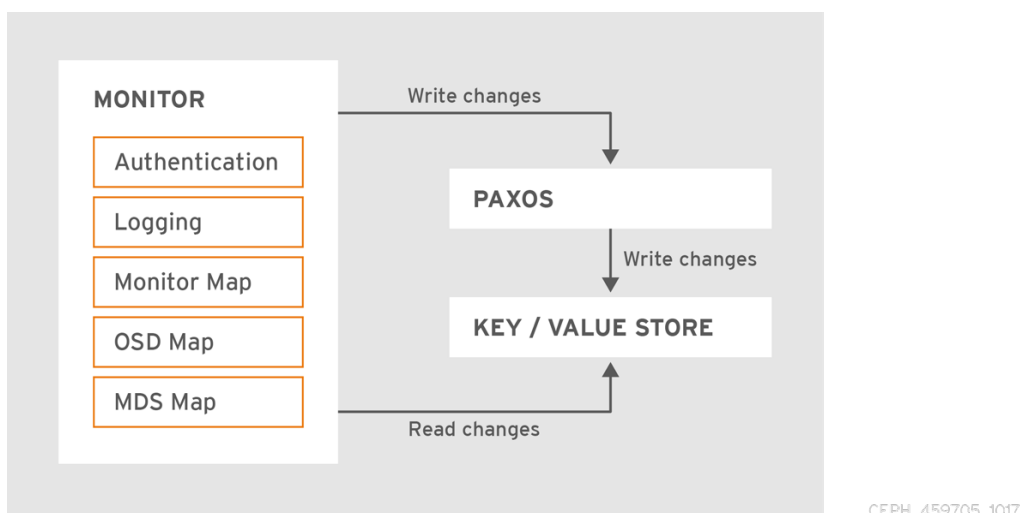 MONITOR
Authentication
Logging
Monitor Map
OSD Map
MDS Map
Write changes
PAXOS
Write changes
KEY / VALUE STORE
Read changes
CEPH_459705_1017